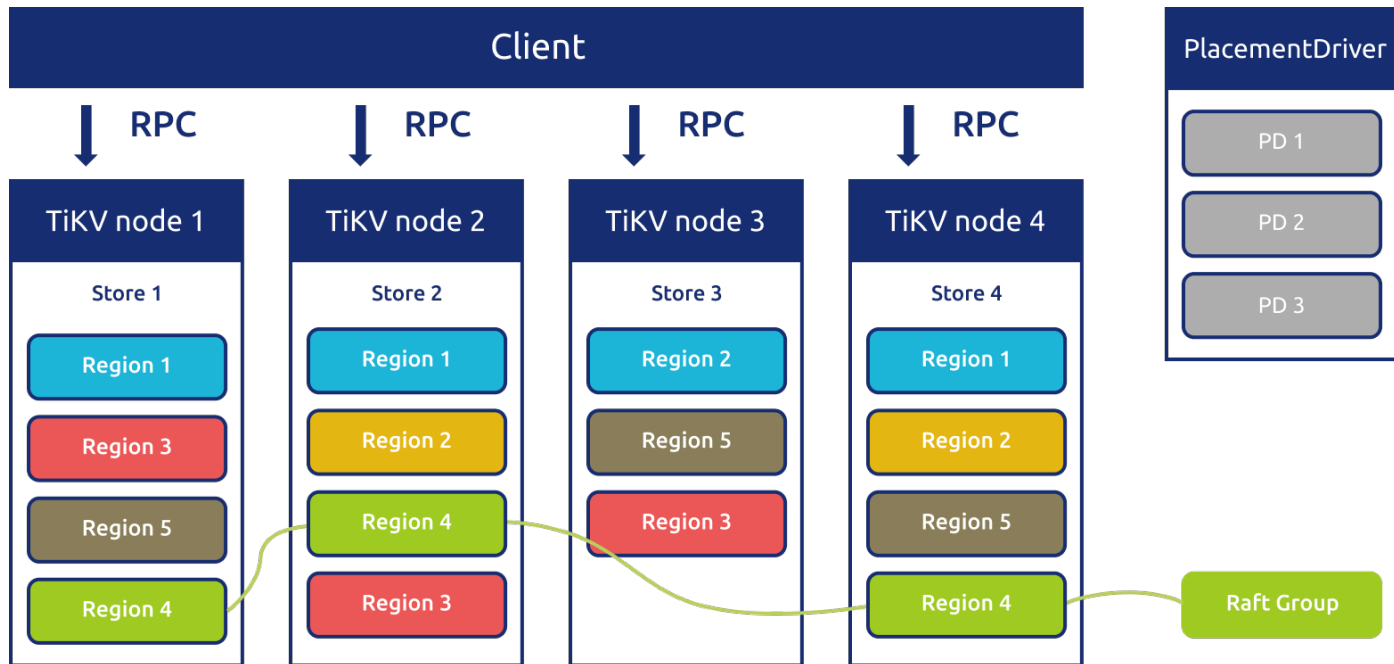 Client
PlacementDriver
RPC
RPC
RPC
RPC
PD 1
PD 2
PD 3
TiKV node 1
Store 1
Region 1
Region 3
Region 5
Region 4
TiKV node 2
Store 2
Region 1
Region 2
Region 4
Region 3
TiKV node 3
Store 3
Region 2
Region 5
Region 3
TiKV node 4
Store 4
Region 1
Region 2
Region 5
Region 4
Raft Group